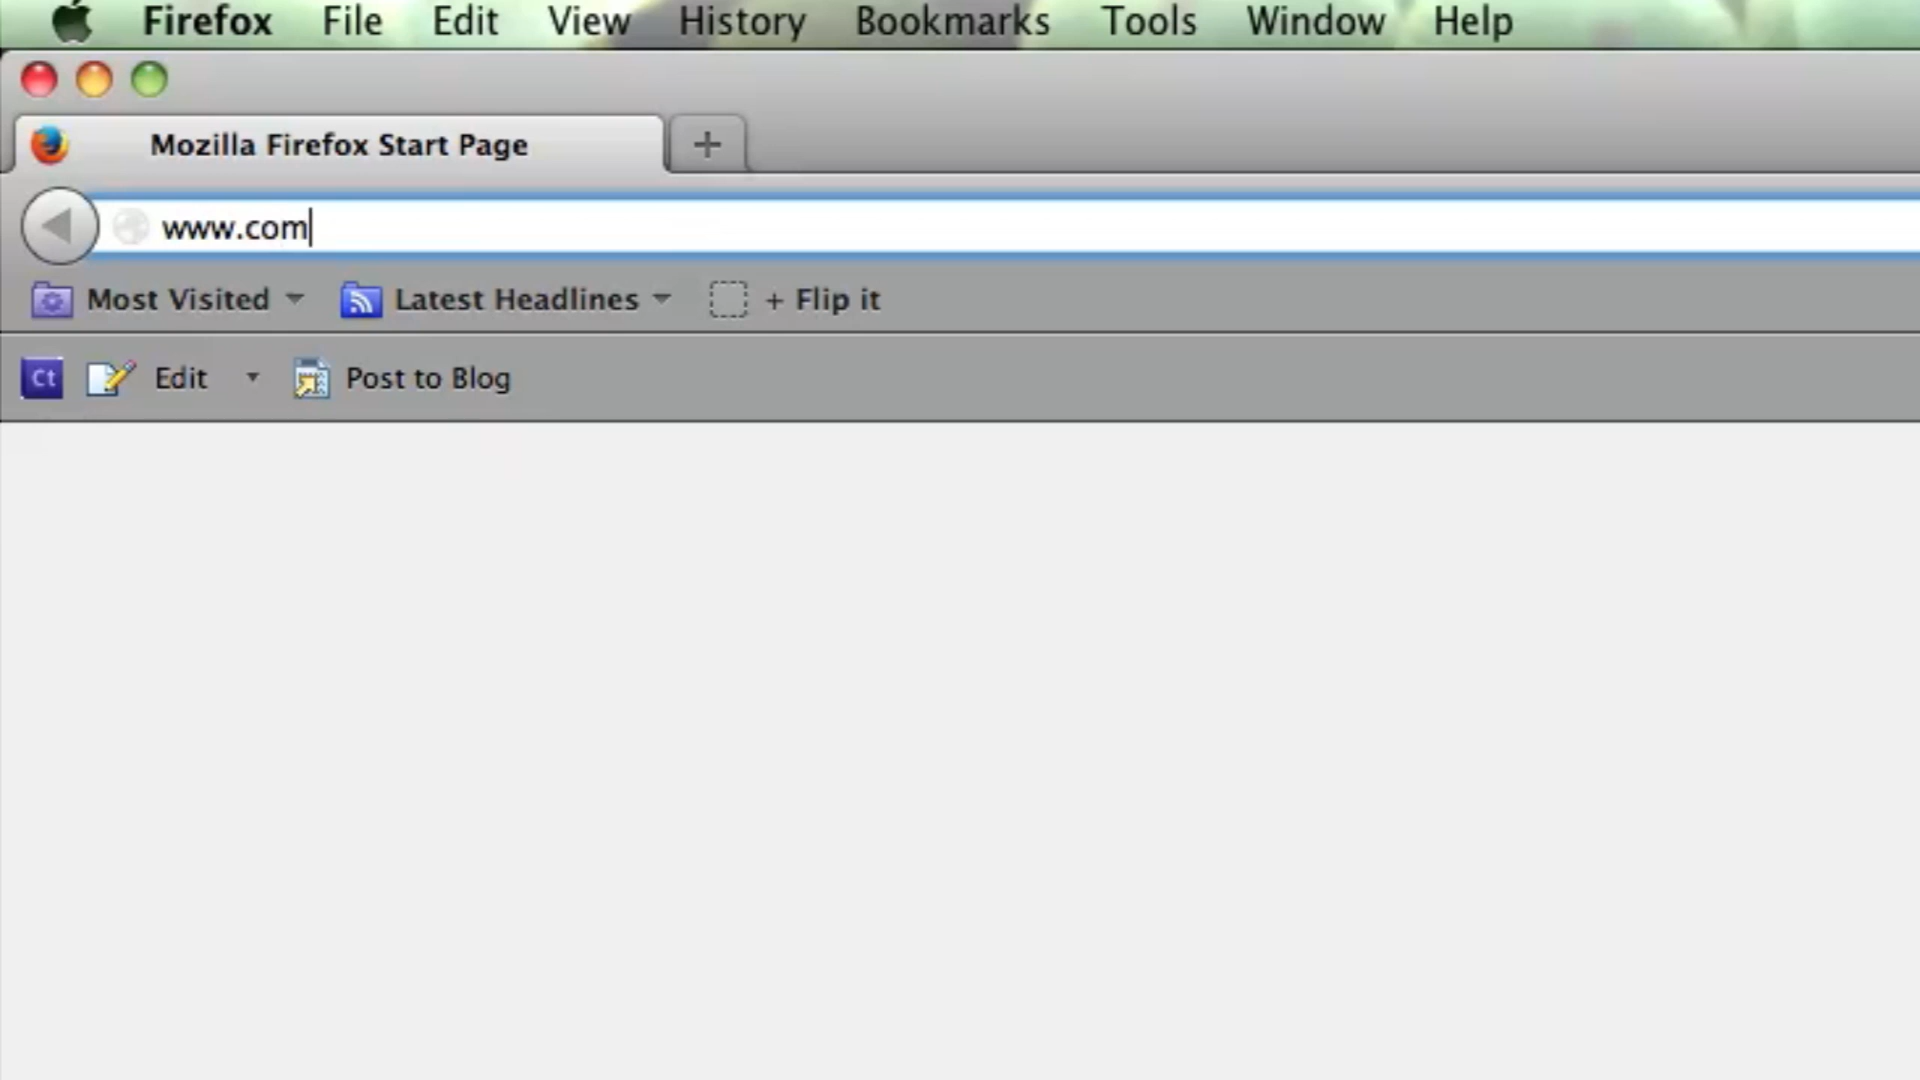 Firefox File Edit View History Bookmarks Tools Window Help
Mozilla Firefox Start Page +
www.com
Most Visited Latest Headlines + Flip it
Ct Edit Post to Blog